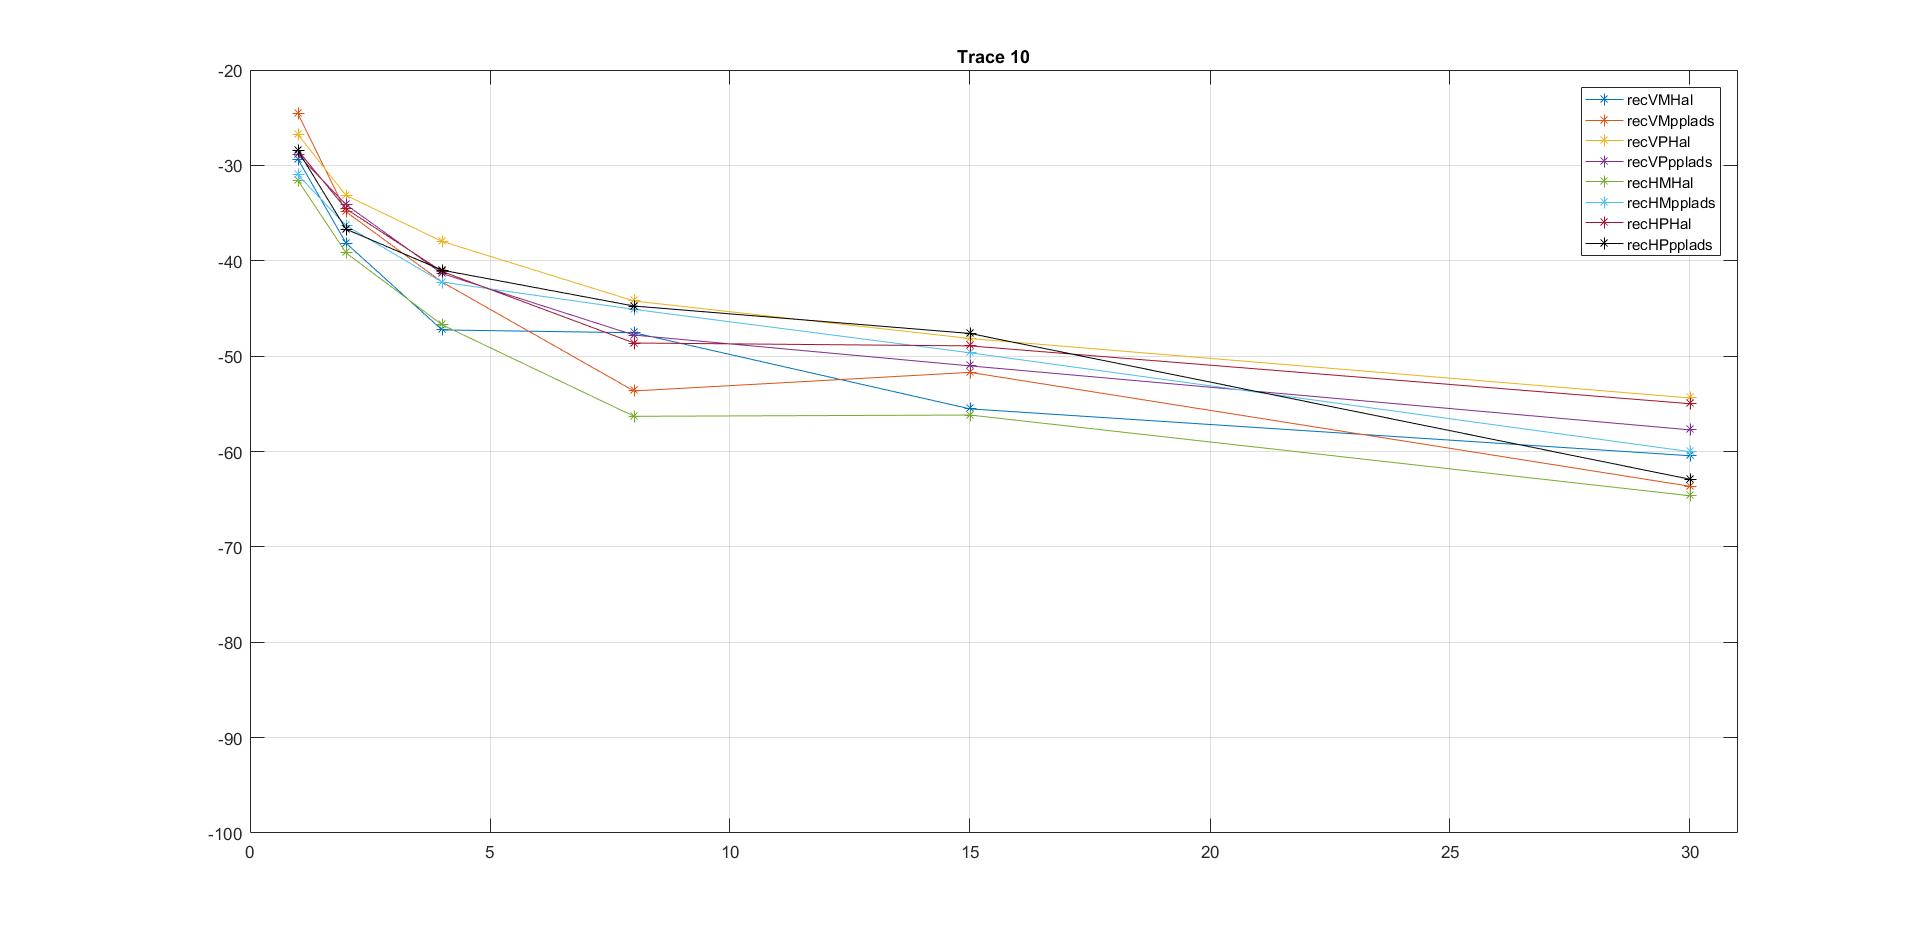 Trace 10
-20
-30
-40
-50
-60
-70
-80
-90
-100
0 5 10 15 20 25 30
recVMHal
recVMpplads
recVPHal
recVPpplads
recHMHal
recHMpplads
recHPHal
recHPpplads